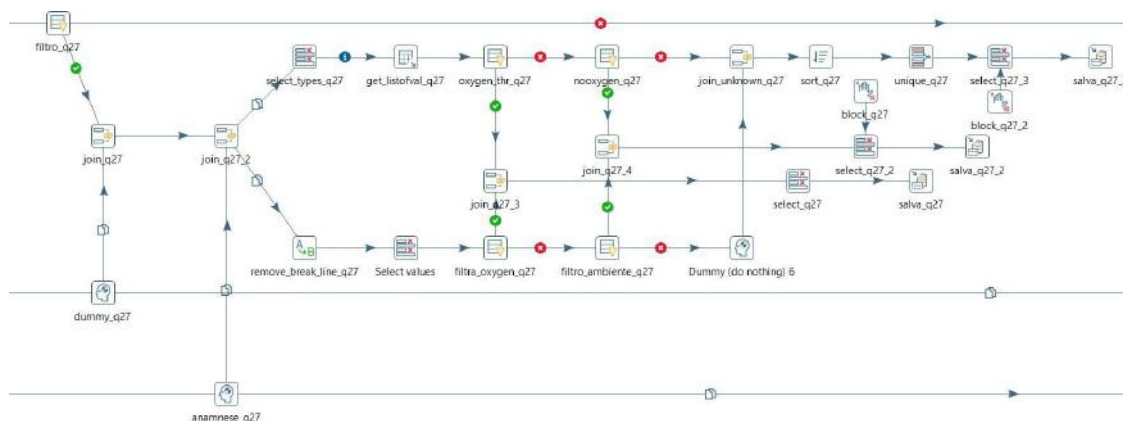 filtro_q27
select_types_q27
get_listofval_q27
oxygen_thr_q27
nooxygen_q27
join_unknown_q27
sort_q27
unique_q27
select_q27_3
block_q27
block_q27_2
join_q27
join_q27_2
join_q27_4
select_q27_2
salva_q27_2
join_q27_3
select_q27
salva_q27
remove_break_line_q27
Select values
filtra_oxygen_q27
filtro_ambiente_q27
Dummy (do nothing) 6
dummy_q27
anamnese_q27